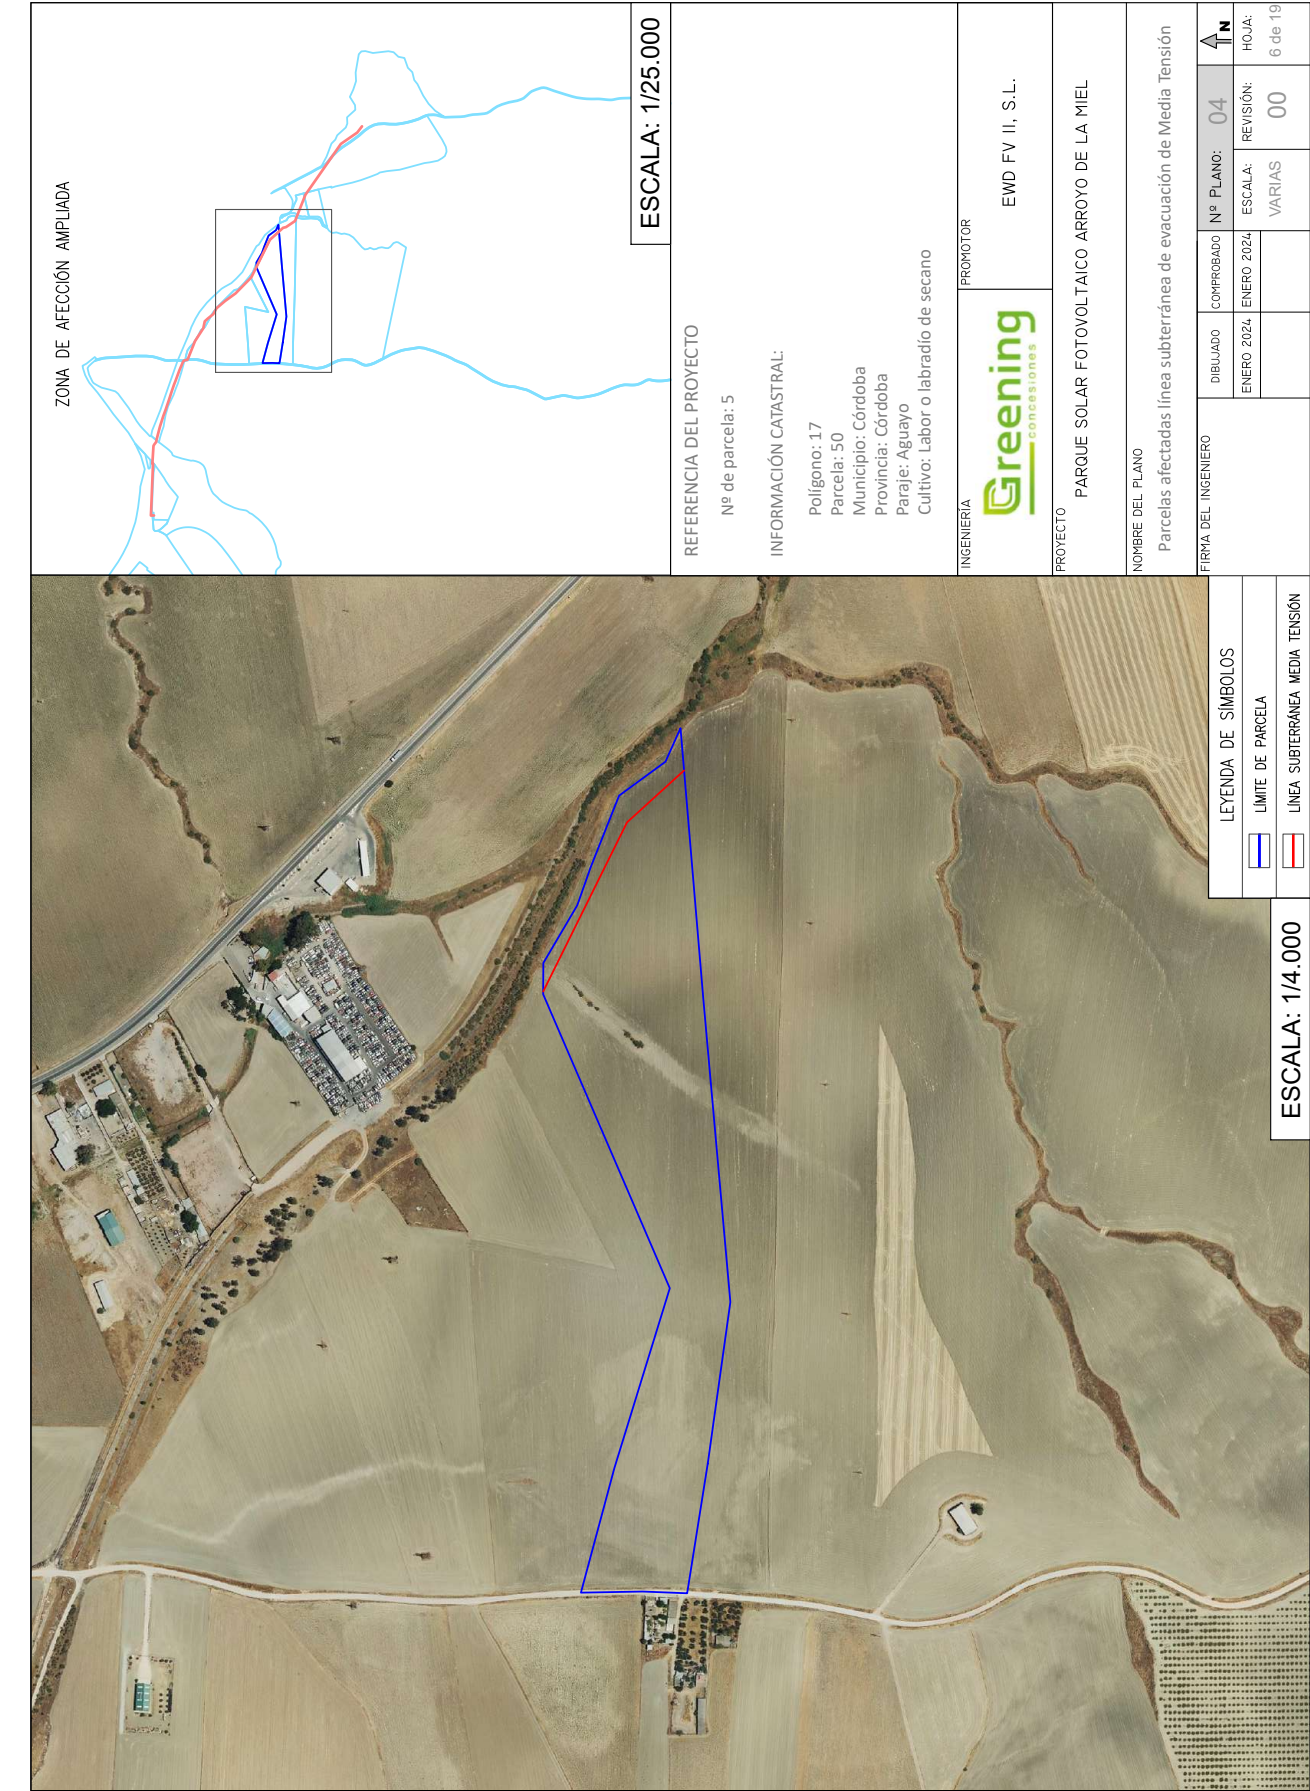 ZONA DE AFECCIÓN AMPLIADA
ESCALA: 1/25.000
REFERENCIA DEL PROYECTO
Nº de parcela: 5
INFORMACIÓN CATASTRAL:
Polígono: 17
Parcela: 50
Municipio: Córdoba
Provincia: Córdoba
Paraje: Aguayo
Cultivo: Labor o labradío de secano
INGENIERÍA
Greening
concesiones
PROMOTOR
EWD FV II, S.L.
PROYECTO
PARQUE SOLAR FOTOVOLTAICO ARROYO DE LA MIEL
NOMBRE DEL PLANO
Parcelas afectadas línea subterránea de evacuación de Media Tensión
FIRMA DEL INGENIERO
DIBUJADO
ENERO 2024
COMPROBADO
ENERO 2024
Nº PLANO: 04
N
ESCALA:
VARIAS
REVISIÓN:
00
HOJA:
6 de 19
LEYENDA DE SÍMBOLOS
LÍMITE DE PARCELA
LÍNEA SUBTERRÁNEA MEDIA TENSIÓN
ESCALA: 1/4.000